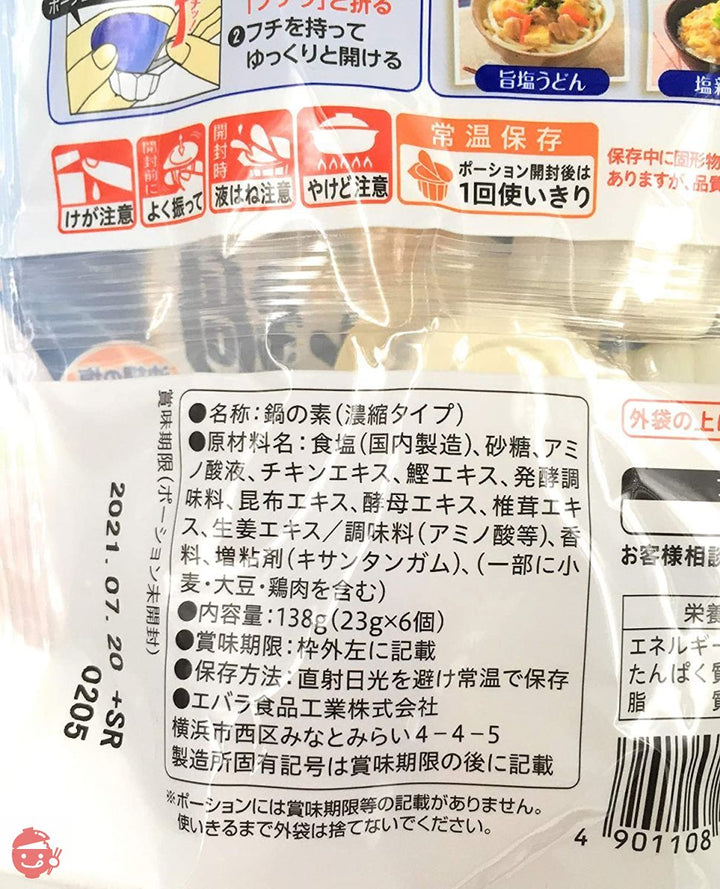 「プチッ」と折る
❷フチを持って
ゆっくりと開ける
旨塩うどん
けが注意
開封前に
よく振って
開封時
液はね注意
やけど注意
常温保存
ポーション開封後は
1回使いきり
保存中に固形物
ありますが、品質
沖縄の塩
賞味期限(ポーション未開封)
2021.07.20 +SR
0205
●名称:鍋の素(濃縮タイプ)
●原材料名:食塩(国内製造)、砂糖、アミ
ノ酸液、チキンエキス、鰹エキス、発酵調
味料、昆布エキス、酵母エキス、椎茸エキ
ス、生姜エキス/調味料(アミノ酸等)、香
料、増粘剤(キサンタンガム)、(一部に小
麦・大豆・鶏肉を含む)
●内容量:138g(23g×6個)
●賞味期限:枠外左に記載
●保存方法:直射日光を避け常温で保存
●エバラ食品工業株式会社
横浜市西区みなとみらい4-4-5
製造所固有記号は賞味期限の後に記載
※ポーションには賞味期限等の記載がありません。
使いきるまで外袋は捨てないでください。
外袋の上
お客様相談
栄養
エネルギー
たんぱく質
脂 質
4 901108